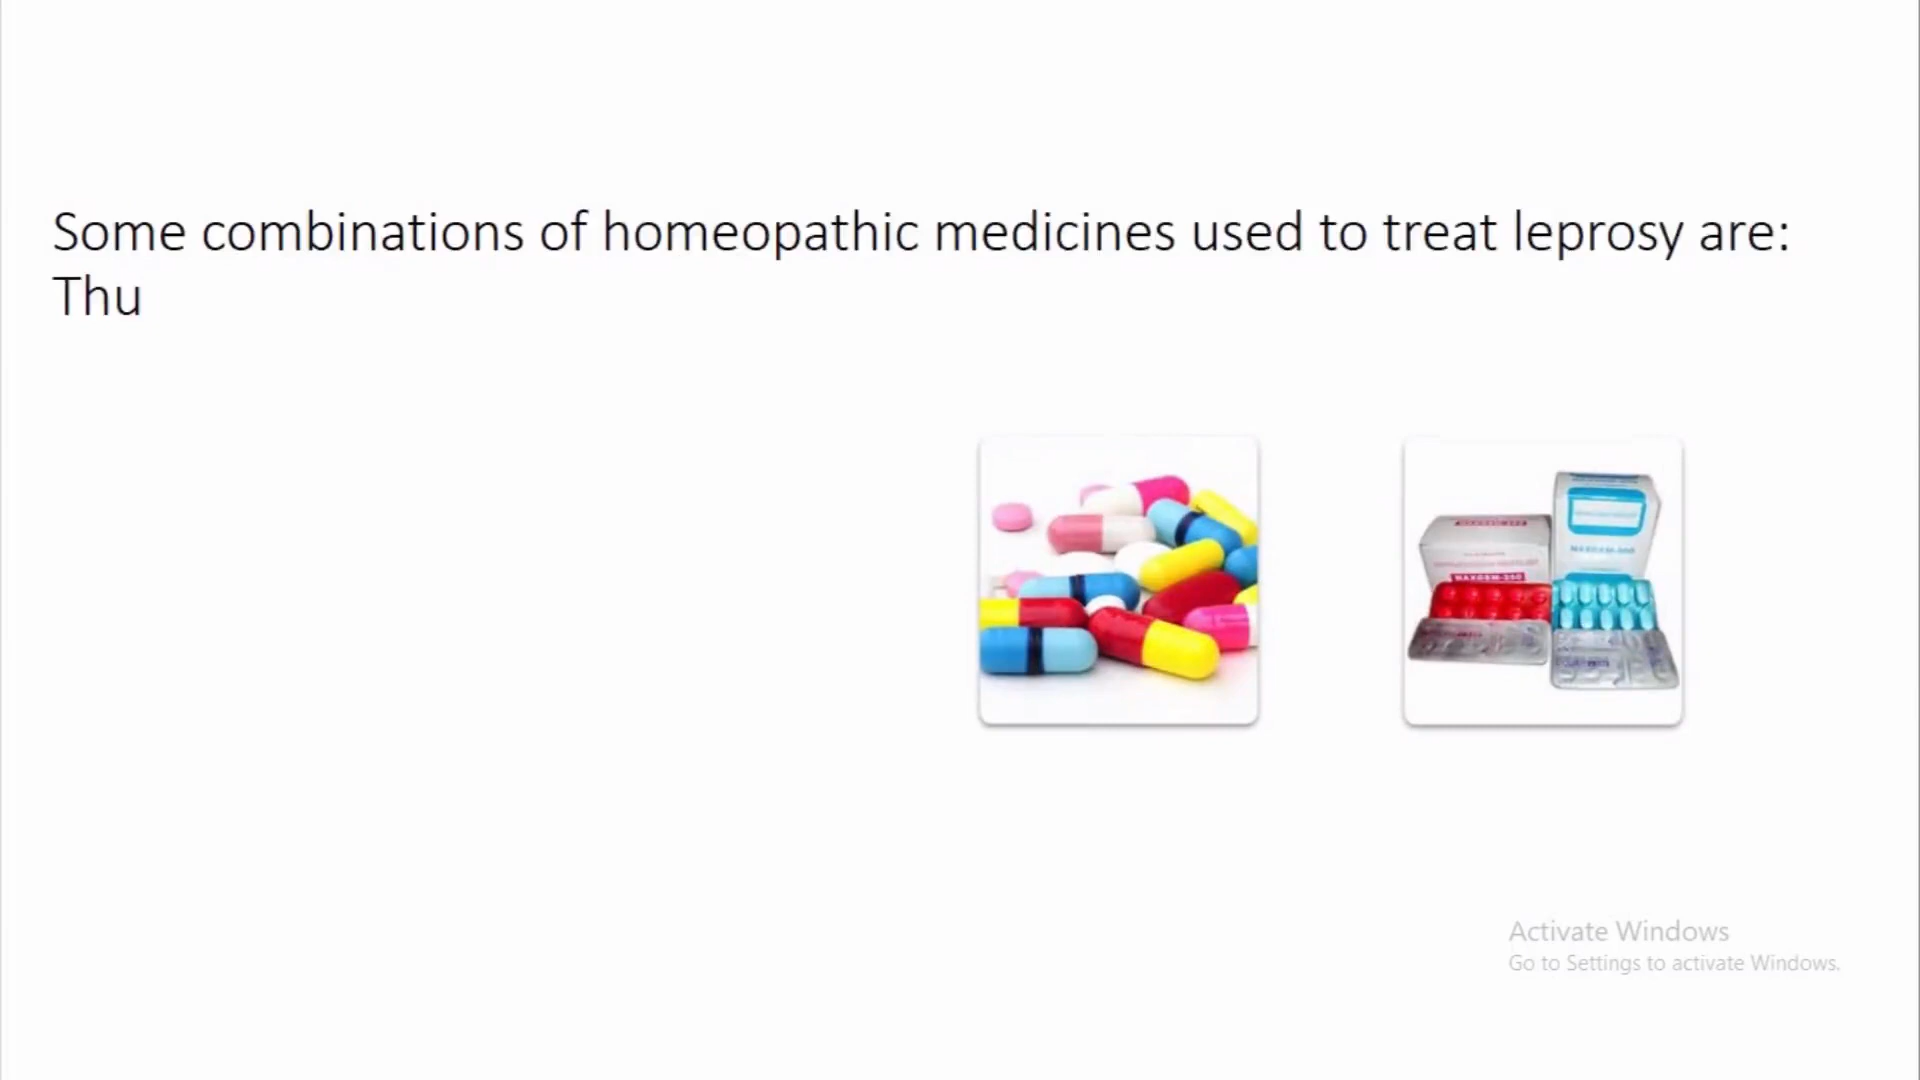 Some combinations of homeopathic medicines used to treat leprosy are:
Thu
Activate Windows
Go to Settings to activate Windows.